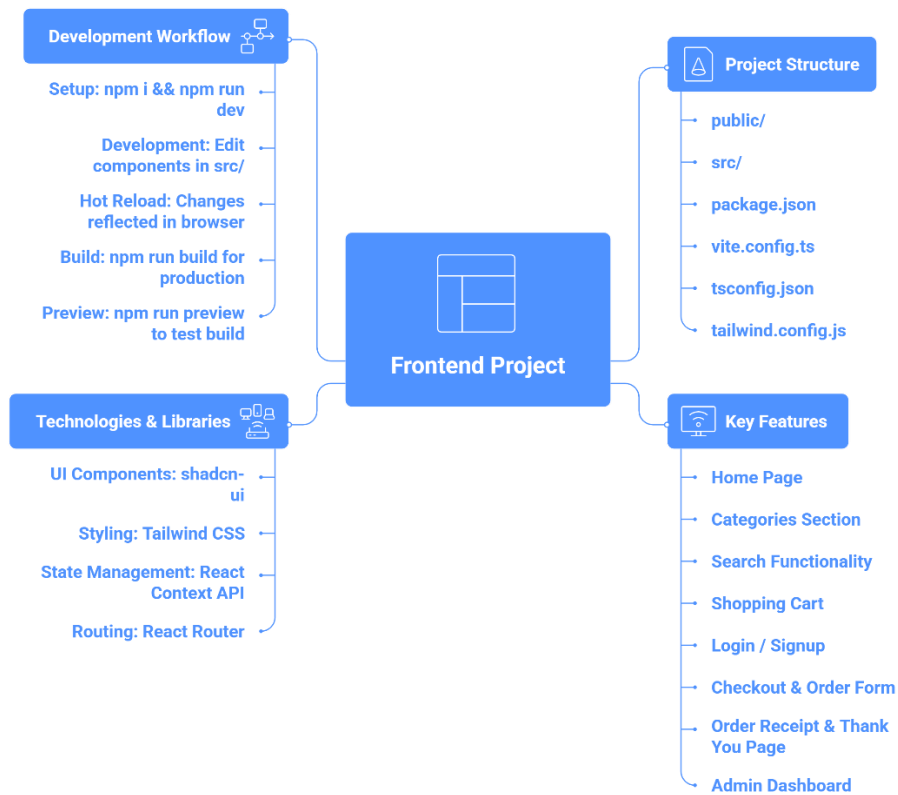 Development Workflow
Setup: npm i && npm run
dev
Development: Edit
components in src/
Hot Reload: Changes
reflected in browser
Build: npm run build for
production
Preview: npm run preview
to test build
Project Structure
public/
src/
package.json
vite.config.ts
tsconfig.json
tailwind.config.js
Frontend Project
Technologies & Libraries
UI Components: shadcn-
ui
Styling: Tailwind CSS
State Management: React
Context API
Routing: React Router
Key Features
Home Page
Categories Section
Search Functionality
Shopping Cart
Login / Signup
Checkout & Order Form
Order Receipt & Thank
You Page
Admin Dashboard